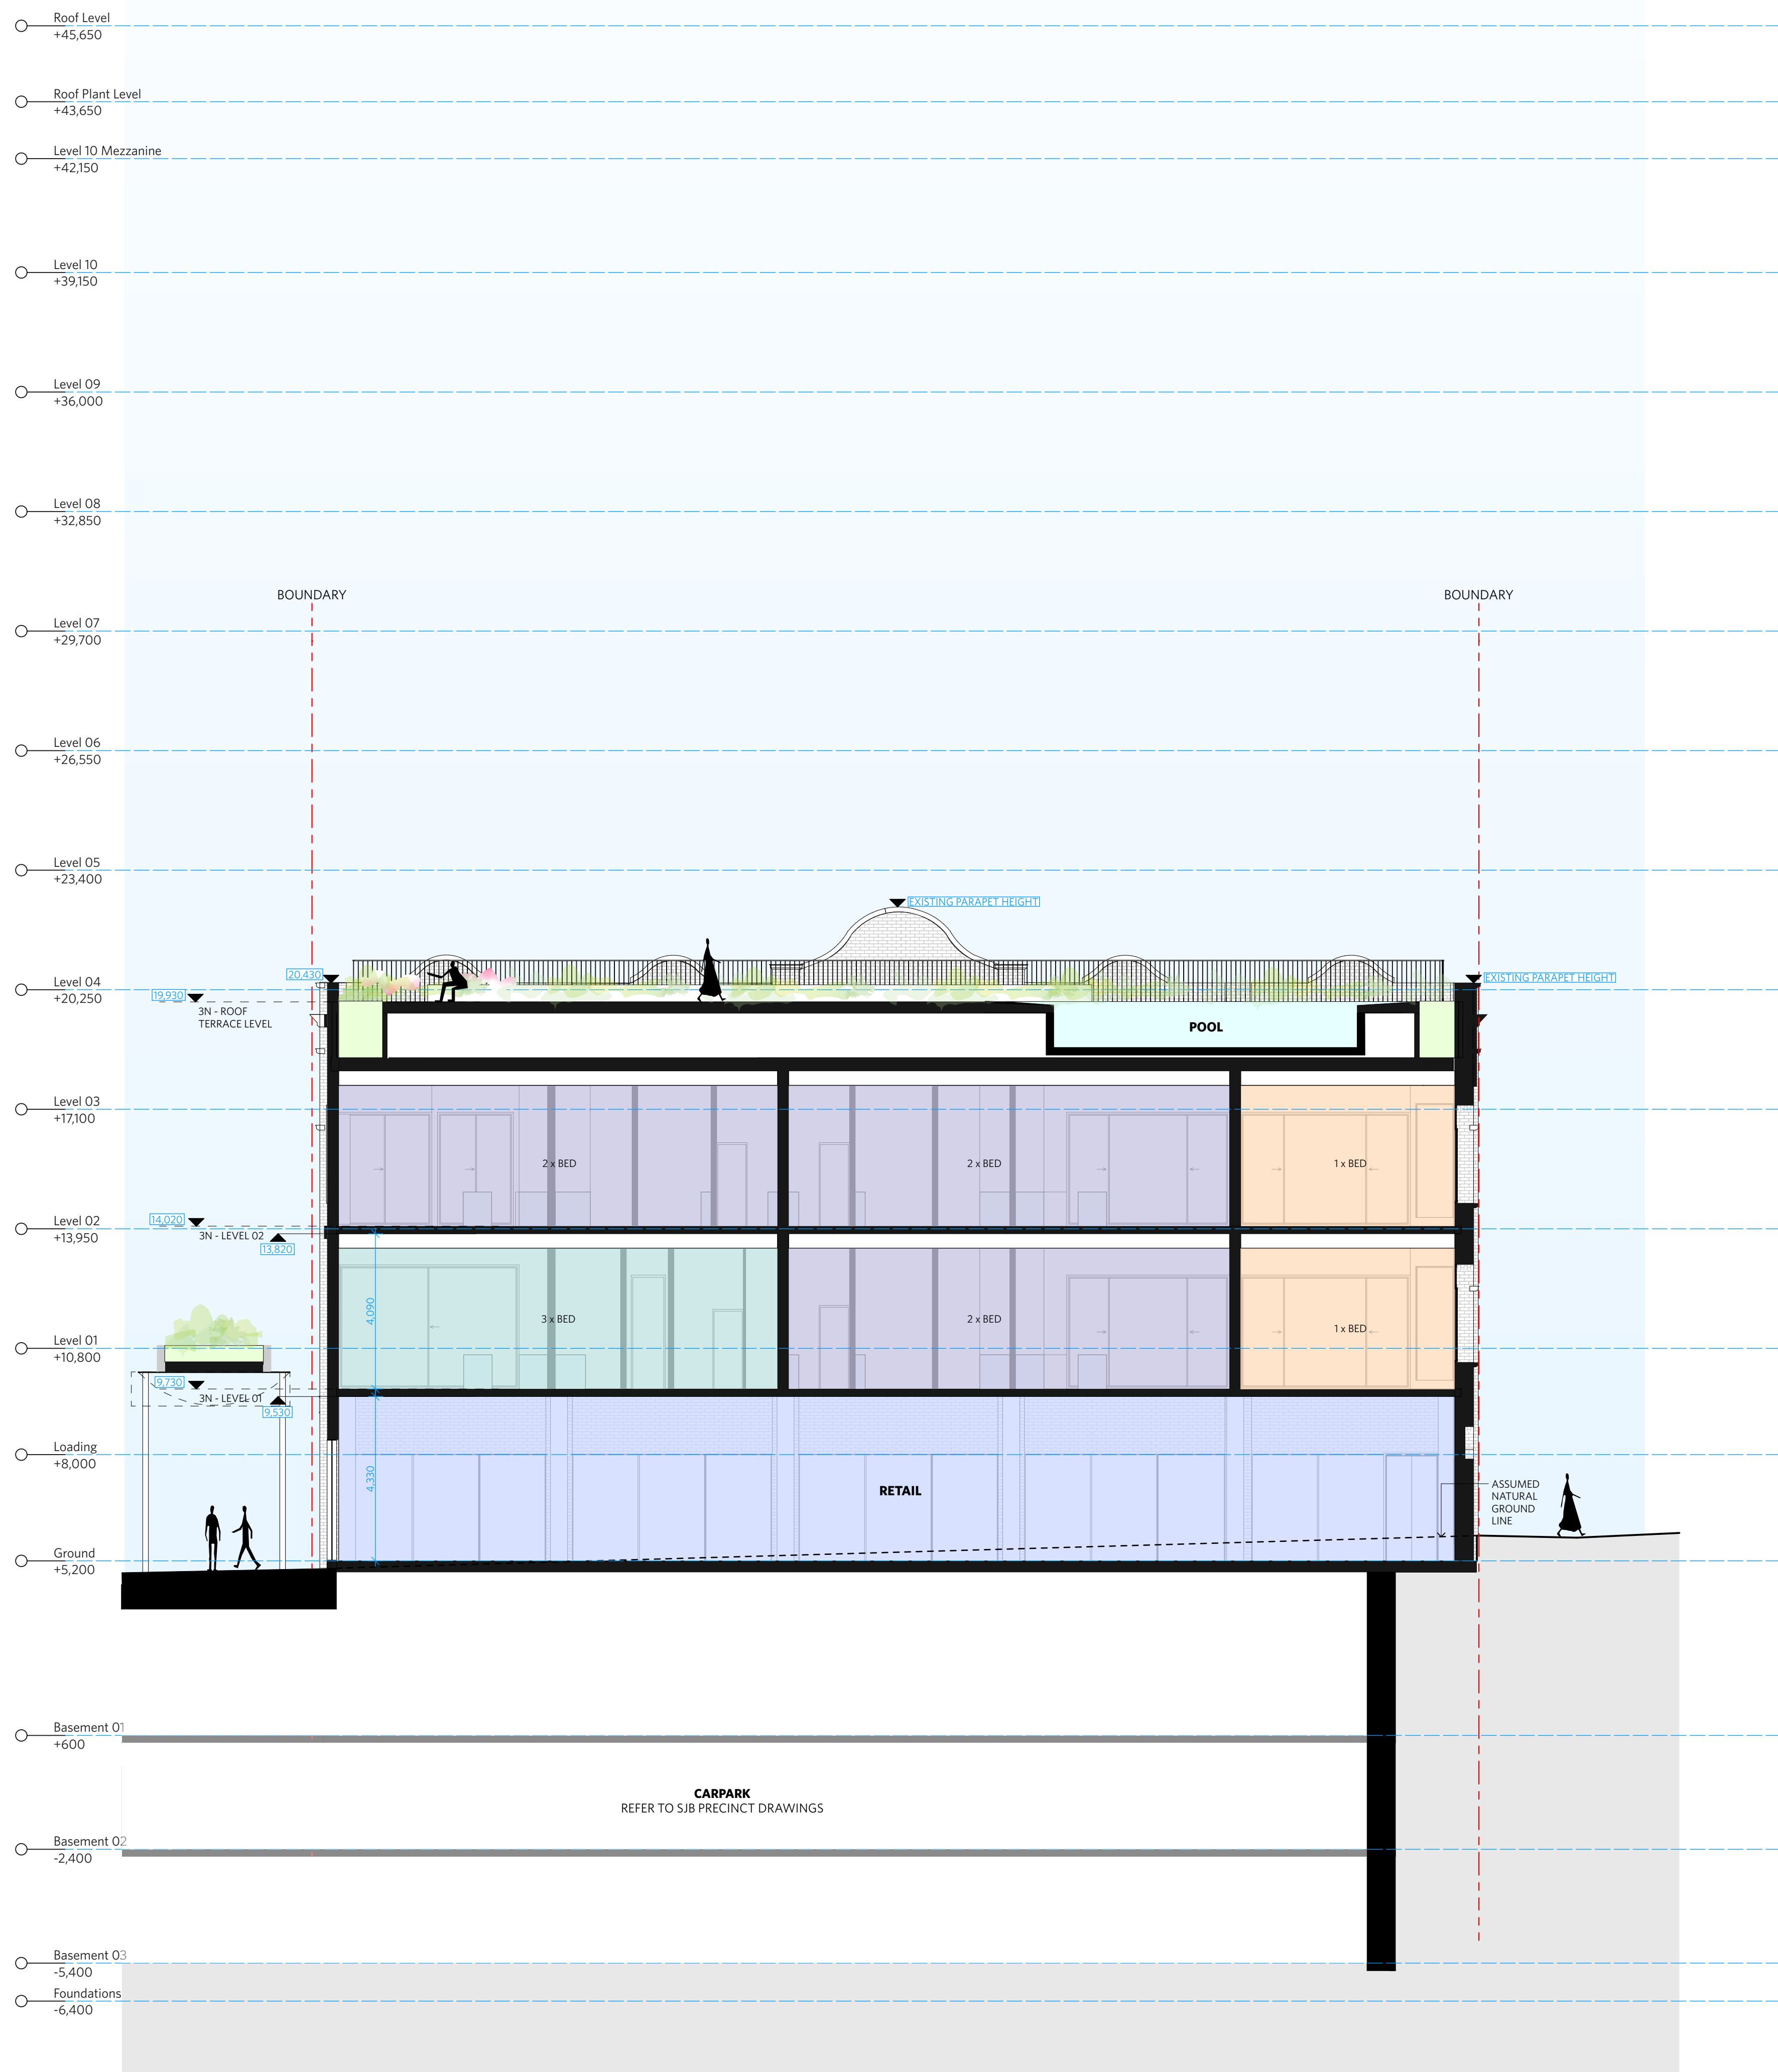 Roof Level
+45,650
Roof Plant Level
+43,650
Level 10 Mezzanine
+42,150
Level 10
+39,150
Level 09
+36,000
Level 08
+32,850
BOUNDARY
BOUNDARY
Level 07
+29,700
Level 06
+26,550
Level 05
+23,400
EXISTING PARAPET HEIGHT
20,430
EXISTING PARAPET HEIGHT
Level 04
+20,250
19,930
3N - ROOF
TERRACE LEVEL
POOL
Level 03
+17,100
2 x BED
2 x BED
1 x BED
14,020
Level 02
+13,950
3N - LEVEL 02
13,820
4,090
3 x BED
2 x BED
1 x BED
Level 01
+10,800
9,730
3N - LEVEL 01
9,530
Loading
+8,000
4,330
RETAIL
ASSUMED
NATURAL
GROUND
LINE
Ground
+5,200
Basement 01
+600
CARPARK
REFER TO SJB PRECINCT DRAWINGS
Basement 02
-2,400
Basement 03
-5,400
Foundations
-6,400